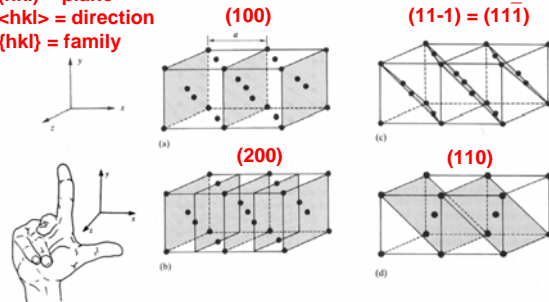 <hkl> = direction
{hkl} = family
(100)
(11-1) = (111̅)
a
y
x
z
(a)
(c)
(200)
(110)
y
x
z
(b)
(d)